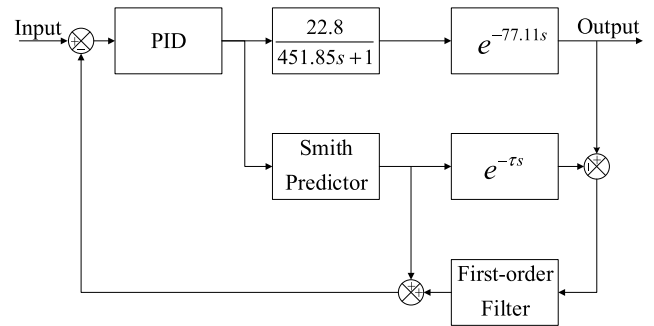 Input
PID
22.8
451.85s+1
e^{-77.11s}
Output
Smith
Predictor
e^{-τs}
First-order
Filter